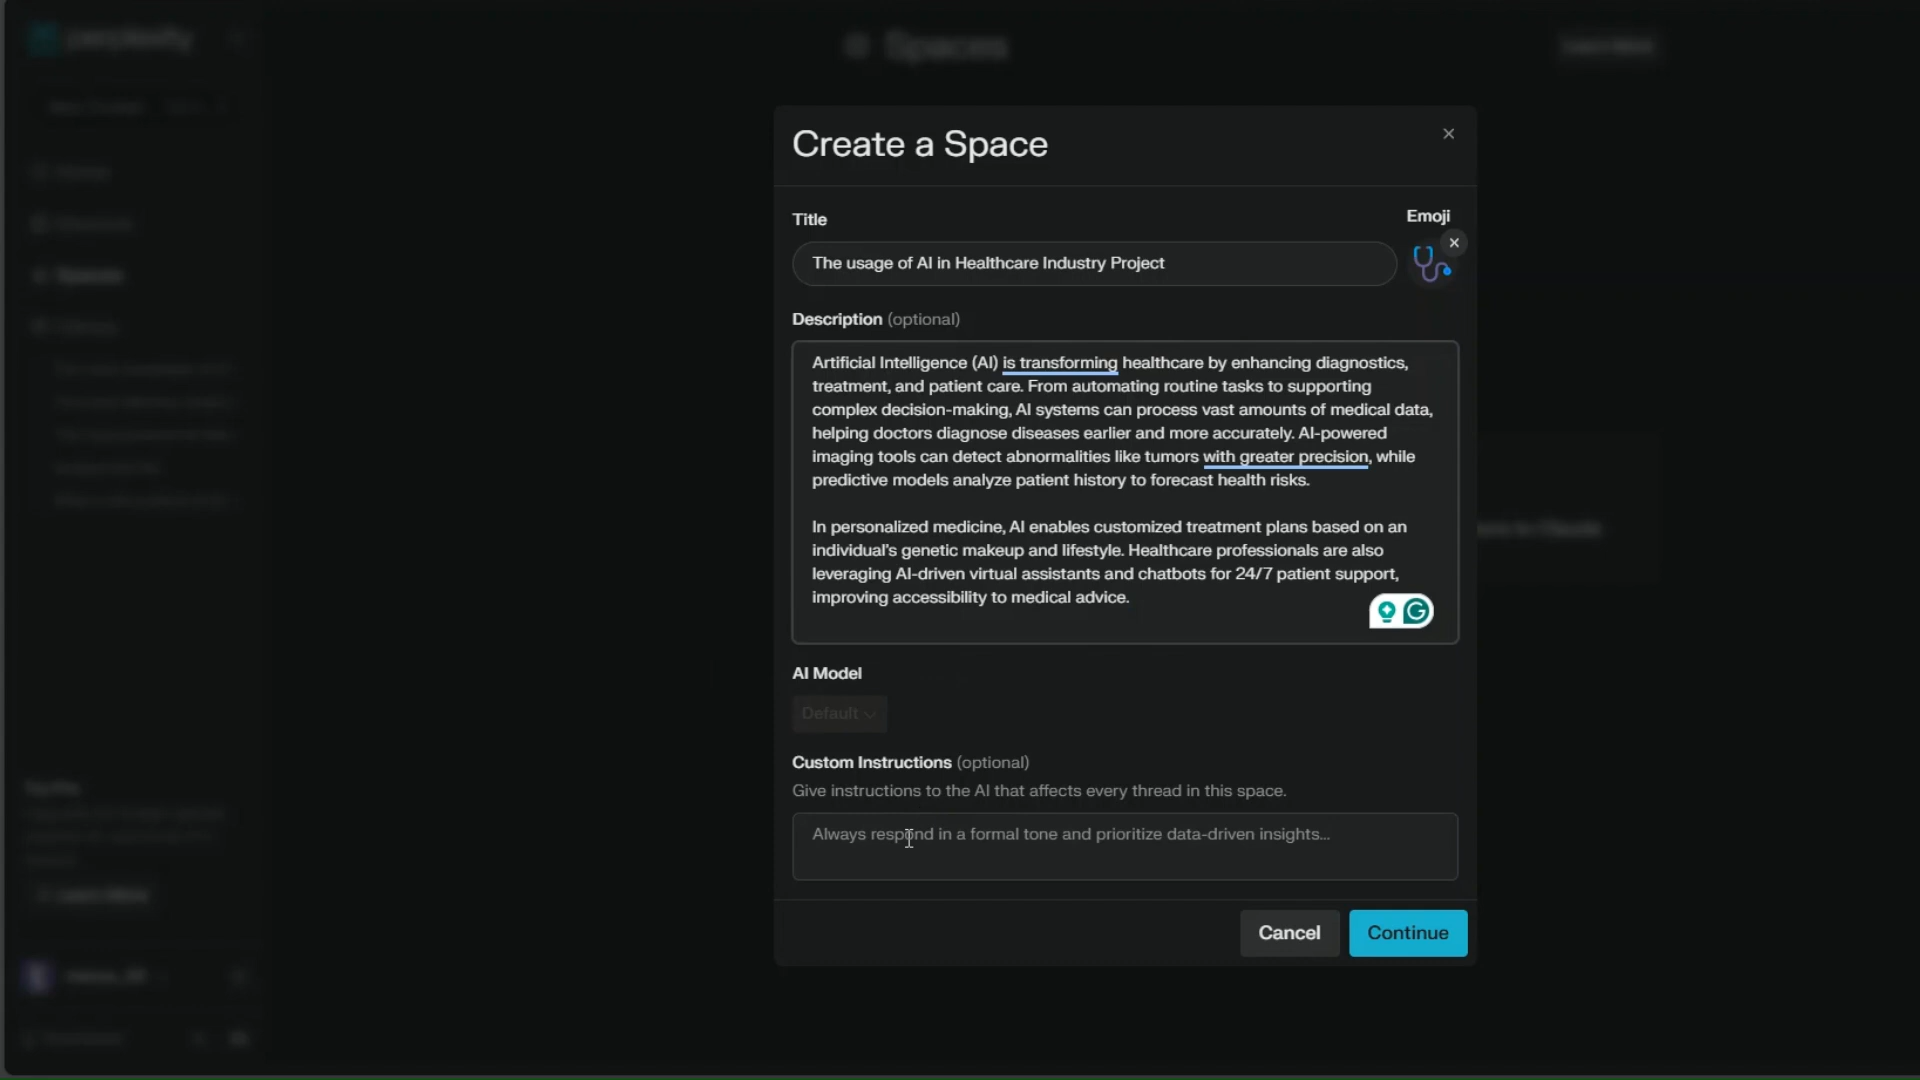 perplexity
Spaces
Learn More
Spaces
Create a Space
Title
Emoji
The usage of AI in Healthcare Industry Project
Description (optional)
Artificial Intelligence (AI) is transforming healthcare by enhancing diagnostics,
treatment, and patient care. From automating routine tasks to supporting
complex decision-making, AI systems can process vast amounts of medical data,
helping doctors diagnose diseases earlier and more accurately. AI-powered
imaging tools can detect abnormalities like tumors with greater precision, while
predictive models analyze patient history to forecast health risks.
In personalized medicine, AI enables customized treatment plans based on an
individual's genetic makeup and lifestyle. Healthcare professionals are also
leveraging AI-driven virtual assistants and chatbots for 24/7 patient support,
improving accessibility to medical advice.
AI Model
Default
Custom Instructions (optional)
Give instructions to the AI that affects every thread in this space.
Always respond in a formal tone and prioritize data-driven insights...
Learn More
Cancel
Continue